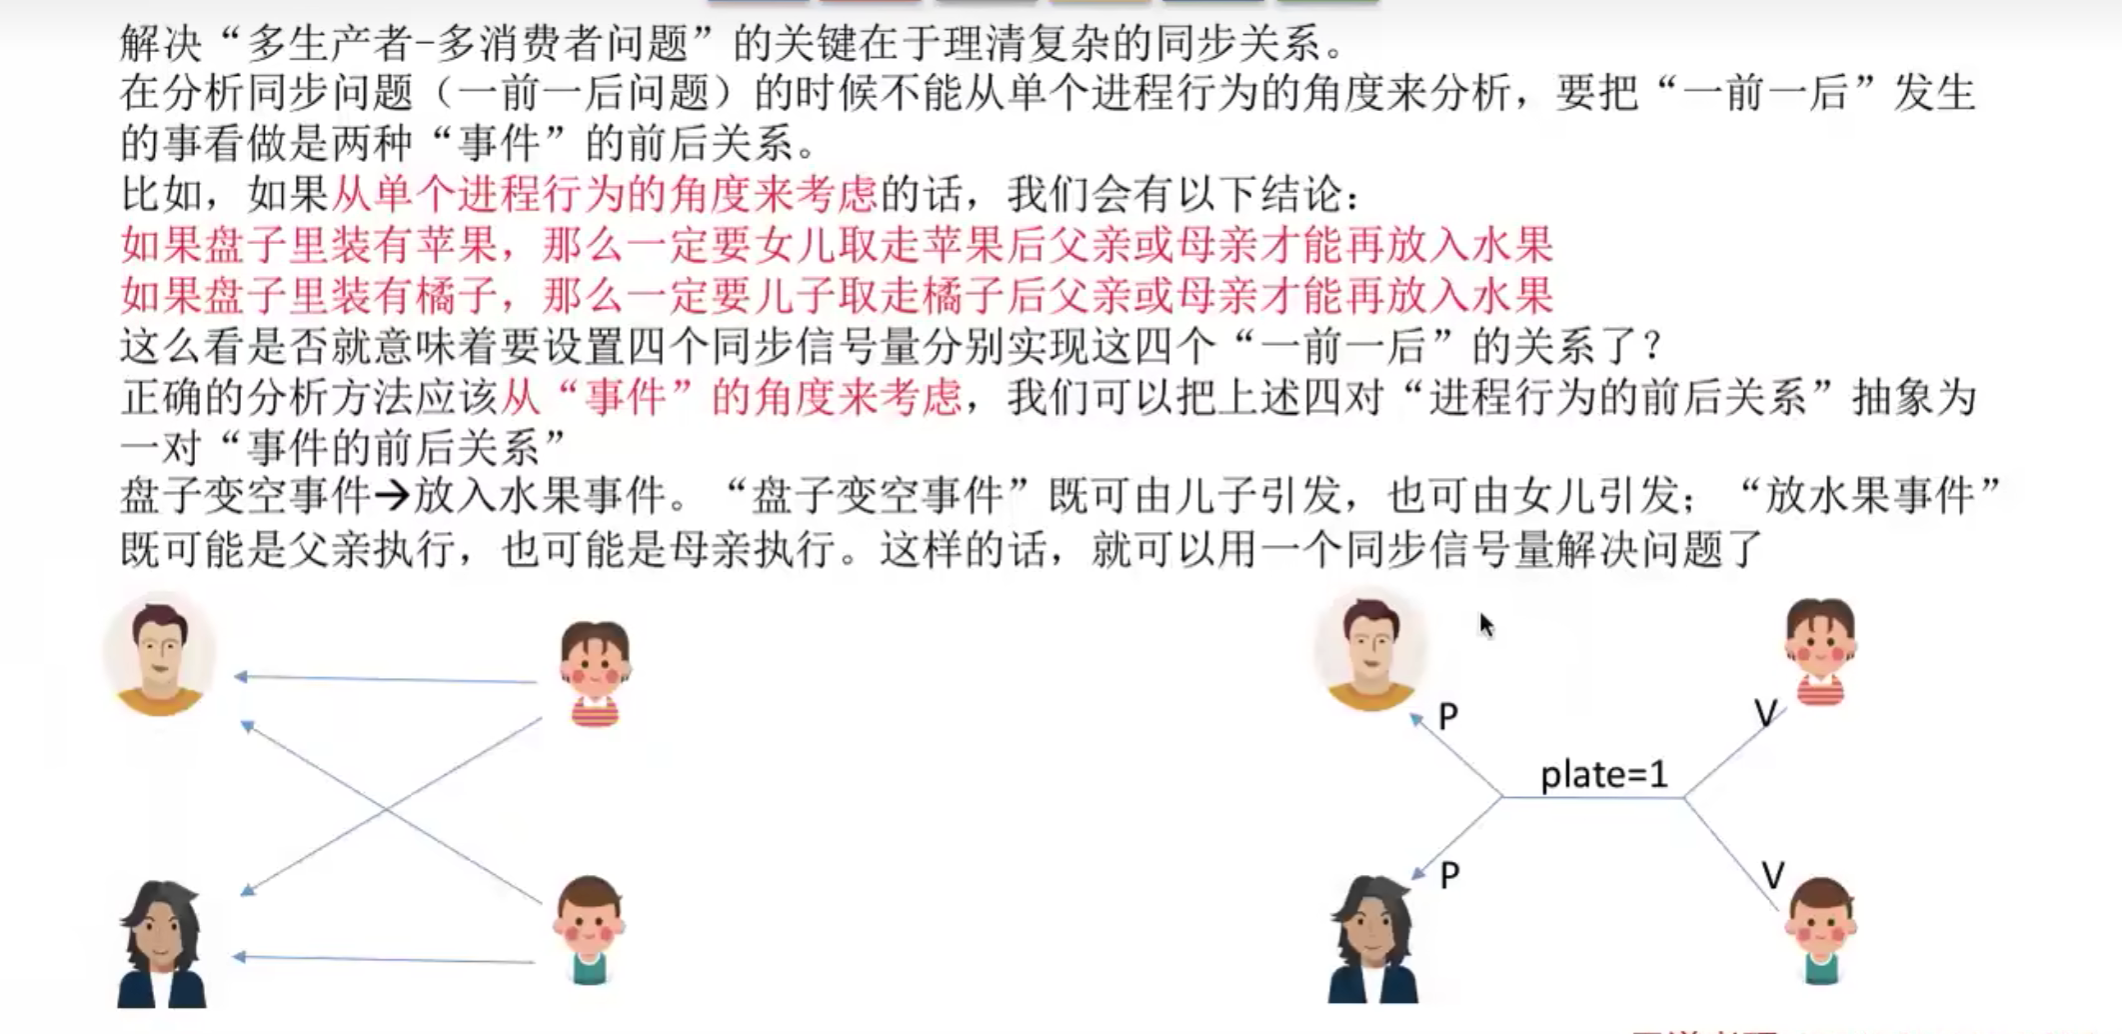 解决“多生产者-多消费者问题”的关键在于理清复杂的同步关系。
在分析同步问题（一前一后问题）的时候不能从单个进程行为的角度来分析，要把“一前一后”发生
的事看做是两种“事件”的前后关系。
比如，如果从单个进程行为的角度来考虑的话，我们会有以下结论：
如果盘子里装有苹果，那么一定要女儿取走苹果后父亲或母亲才能再放入水果
如果盘子里装有橘子，那么一定要儿子取走橘子后父亲或母亲才能再放入水果
这么看是否就意味着要设置四个同步信号量分别实现这四个“一前一后”的关系了？
正确的分析方法应该从“事件”的角度来考虑，我们可以把上述四对“进程行为的前后关系”抽象为
一对“事件的前后关系”
盘子变空事件→放入水果事件。“盘子变空事件”既可由儿子引发，也可由女儿引发；“放水果事件”
既可能是父亲执行，也可能是母亲执行。这样的话，就可以用一个同步信号量解决问题了
P
V
plate=1
P
V